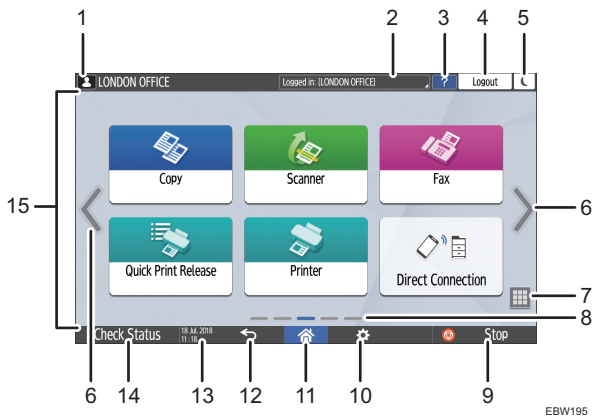 1 2 3 4 5
LONDON OFFICE Logged in: [LONDON OFFICE] ? Logout
Copy Scanner Fax
15 6
Quick Print Release Printer Direct Connection
7
8
Check Status 18 Jul. 2018 Stop
11:18
6 14 13 12 11 10 9
EBW195